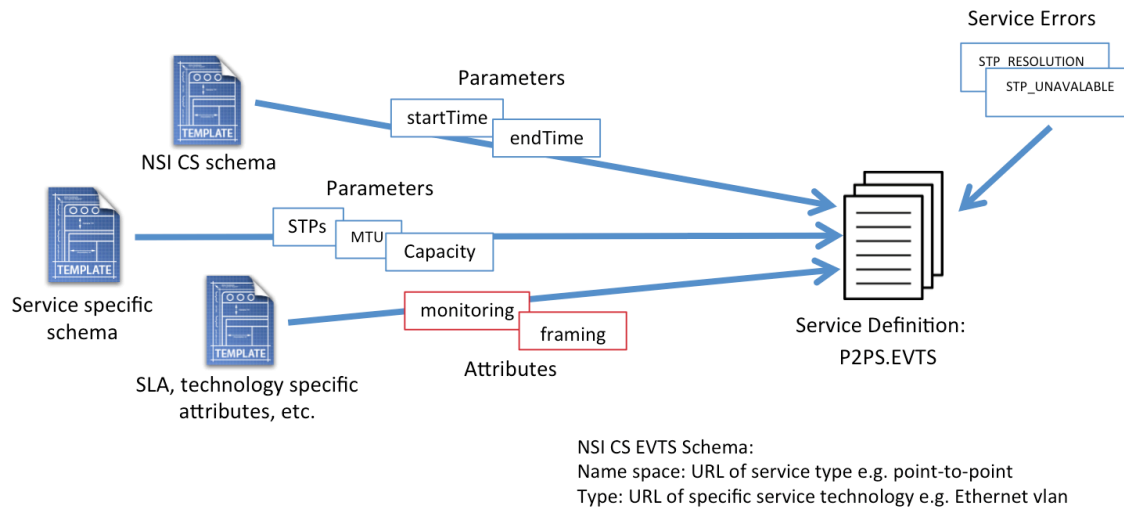 Service Errors
STP_RESOLUTION
STP_UNAVALABLE
Parameters
startTime
endTime
TEMPLATE
NSI CS schema
Parameters
STPs
MTU
Capacity
TEMPLATE
Service specific
schema
monitoring
framing
Attributes
TEMPLATE
SLA, technology specific
attributes, etc.
Service Definition:
P2PS.EVTS
NSI CS EVTS Schema:
Name space: URL of service type e.g. point-to-point
Type: URL of specific service technology e.g. Ethernet vlan